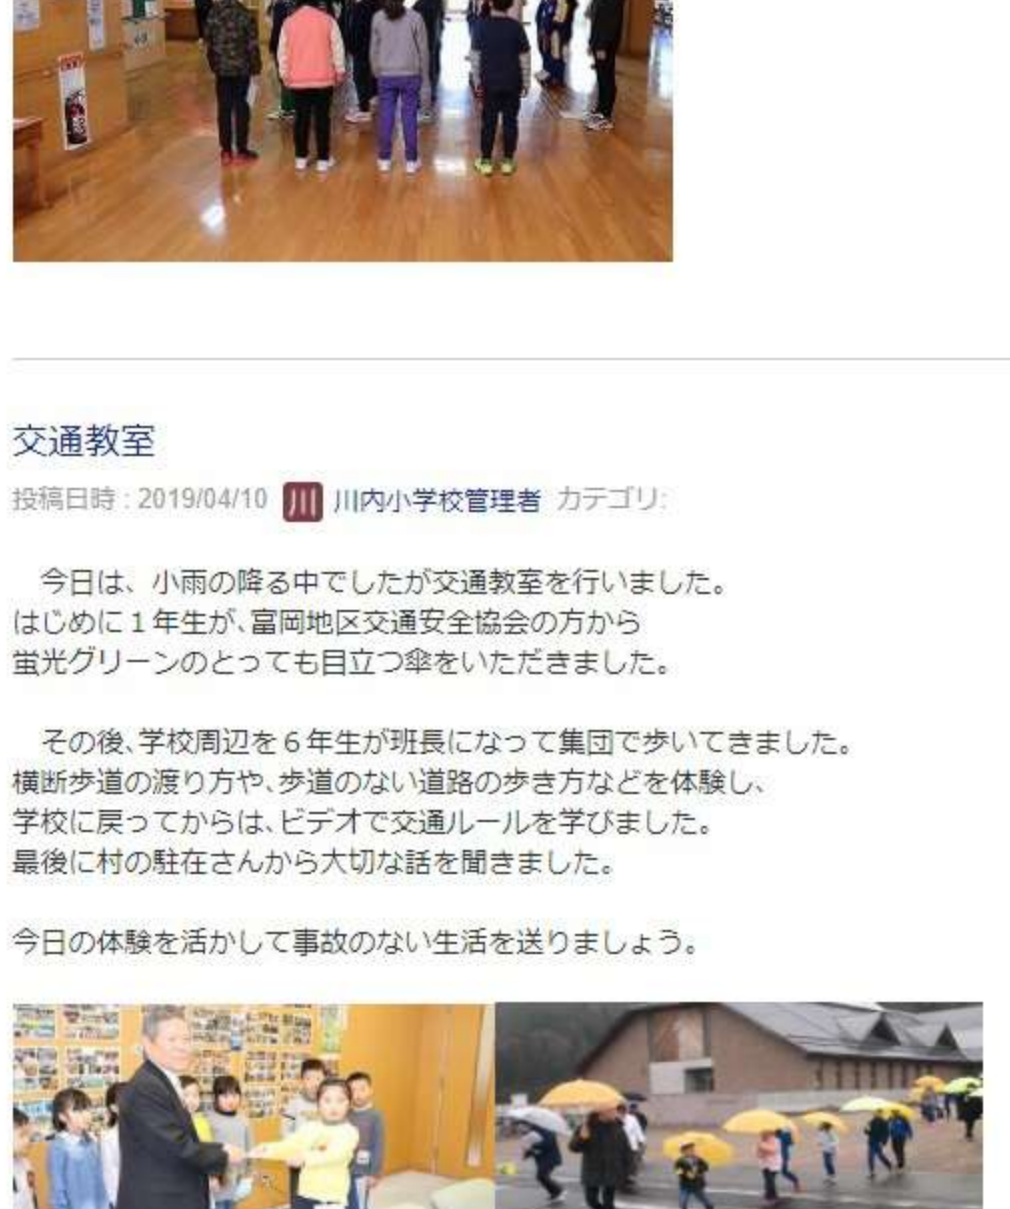 交通教室
投稿日時 : 2019/04/10 川 川内小学校管理者 カテゴリ:
　今日は、小雨の降る中でしたが交通教室を行いました。
はじめに１年生が、富岡地区交通安全協会の方から
蛍光グリーンのとっても目立つ傘をいただきました。
　その後、学校周辺を６年生が班長になって集団で歩いてきました。
横断歩道の渡り方や、歩道のない道路の歩き方などを体験し、
学校に戻ってからは、ビデオで交通ルールを学びました。
最後に村の駐在さんから大切な話を聞きました。
今日の体験を活かして事故のない生活を送りましょう。